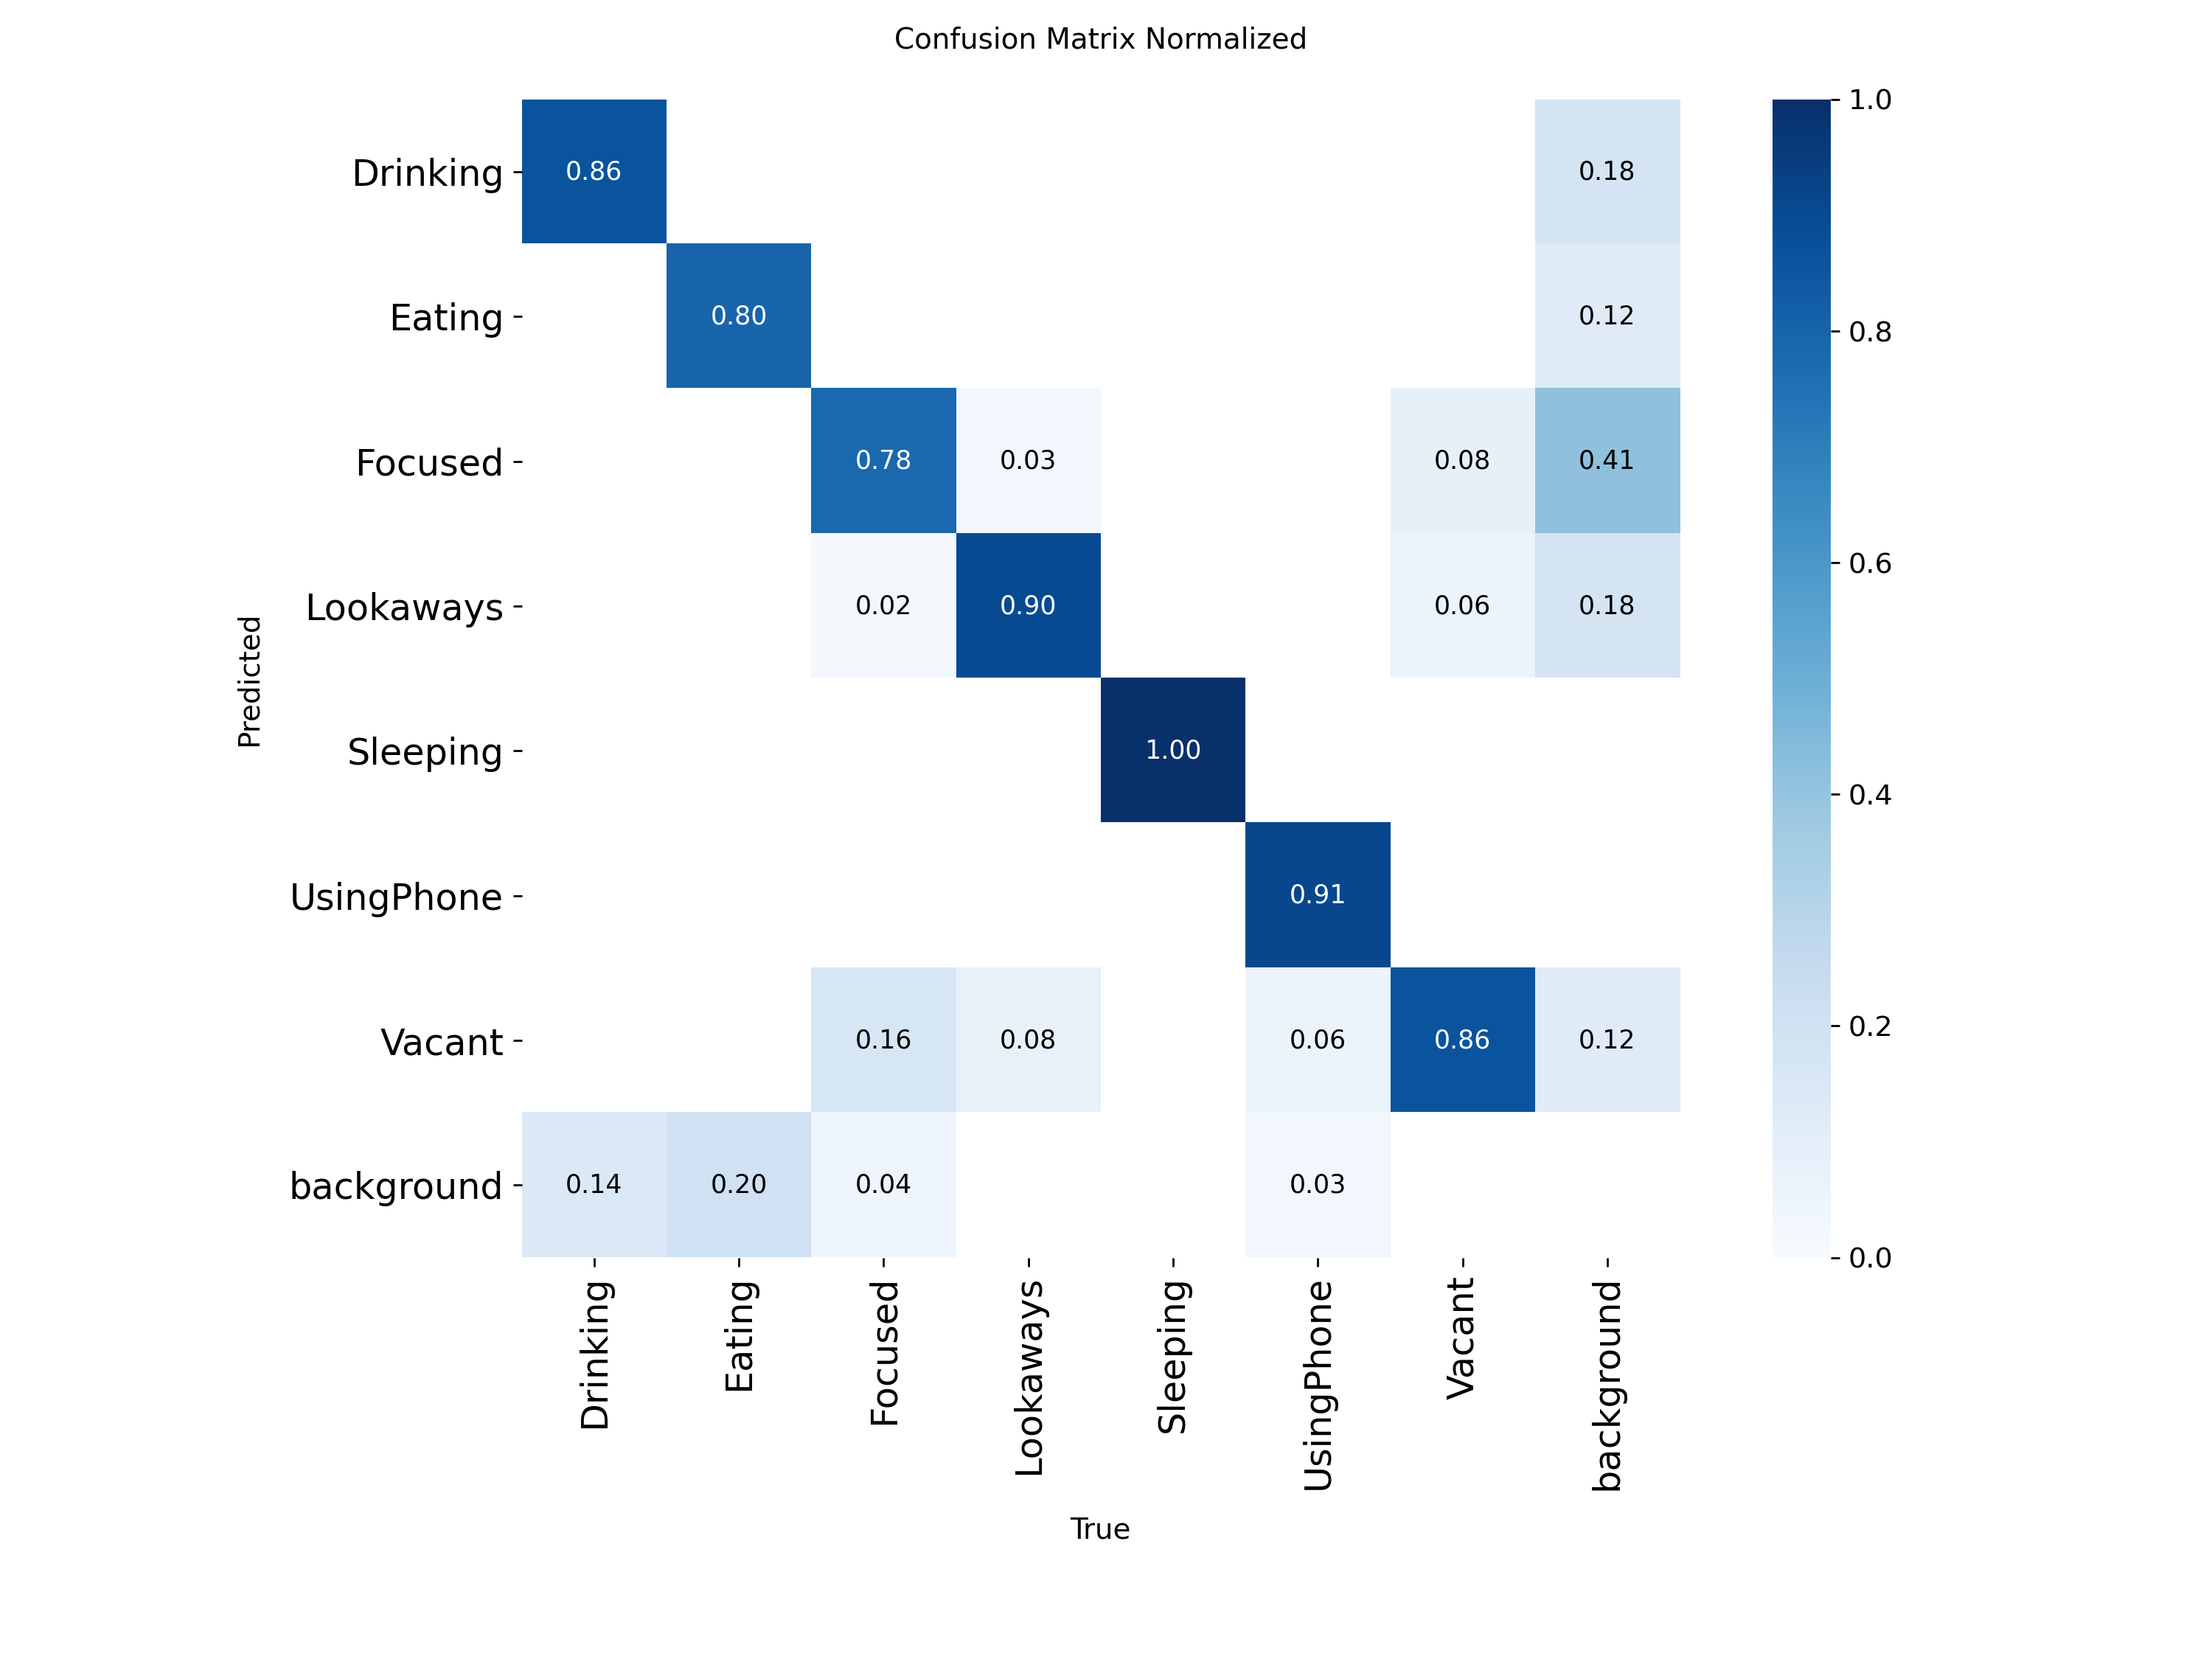 Confusion Matrix Normalized
Drinking 0.86 0.18 1.0
Eating 0.80 0.12 0.8
Focused 0.78 0.03 0.08 0.41
Lookaways 0.02 0.90 0.06 0.18 0.6
Predicted
Sleeping 1.00 0.4
UsingPhone 0.91
Vacant 0.16 0.08 0.06 0.86 0.12 0.2
background 0.14 0.20 0.04 0.03 0.0
Drinking
Eating
Focused
Lookaways
Sleeping
UsingPhone
Vacant
background
True